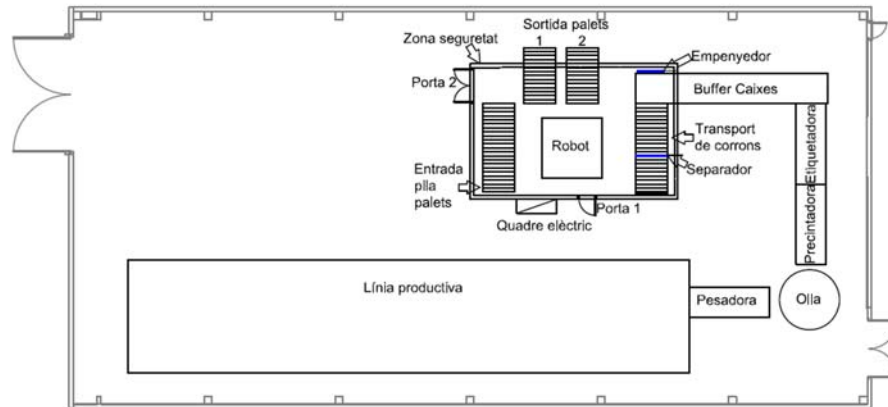 Sortida palets
1 2
Zona seguretat
Empenyedor
Porta 2
Buffer Caixes
Etiquetadora
Transport
de corrons
Robot
Separador
Entrada
plla
palets
Porta 1
Quadre elèctric
Precintadora
Línia productiva
Pesadora
Olla